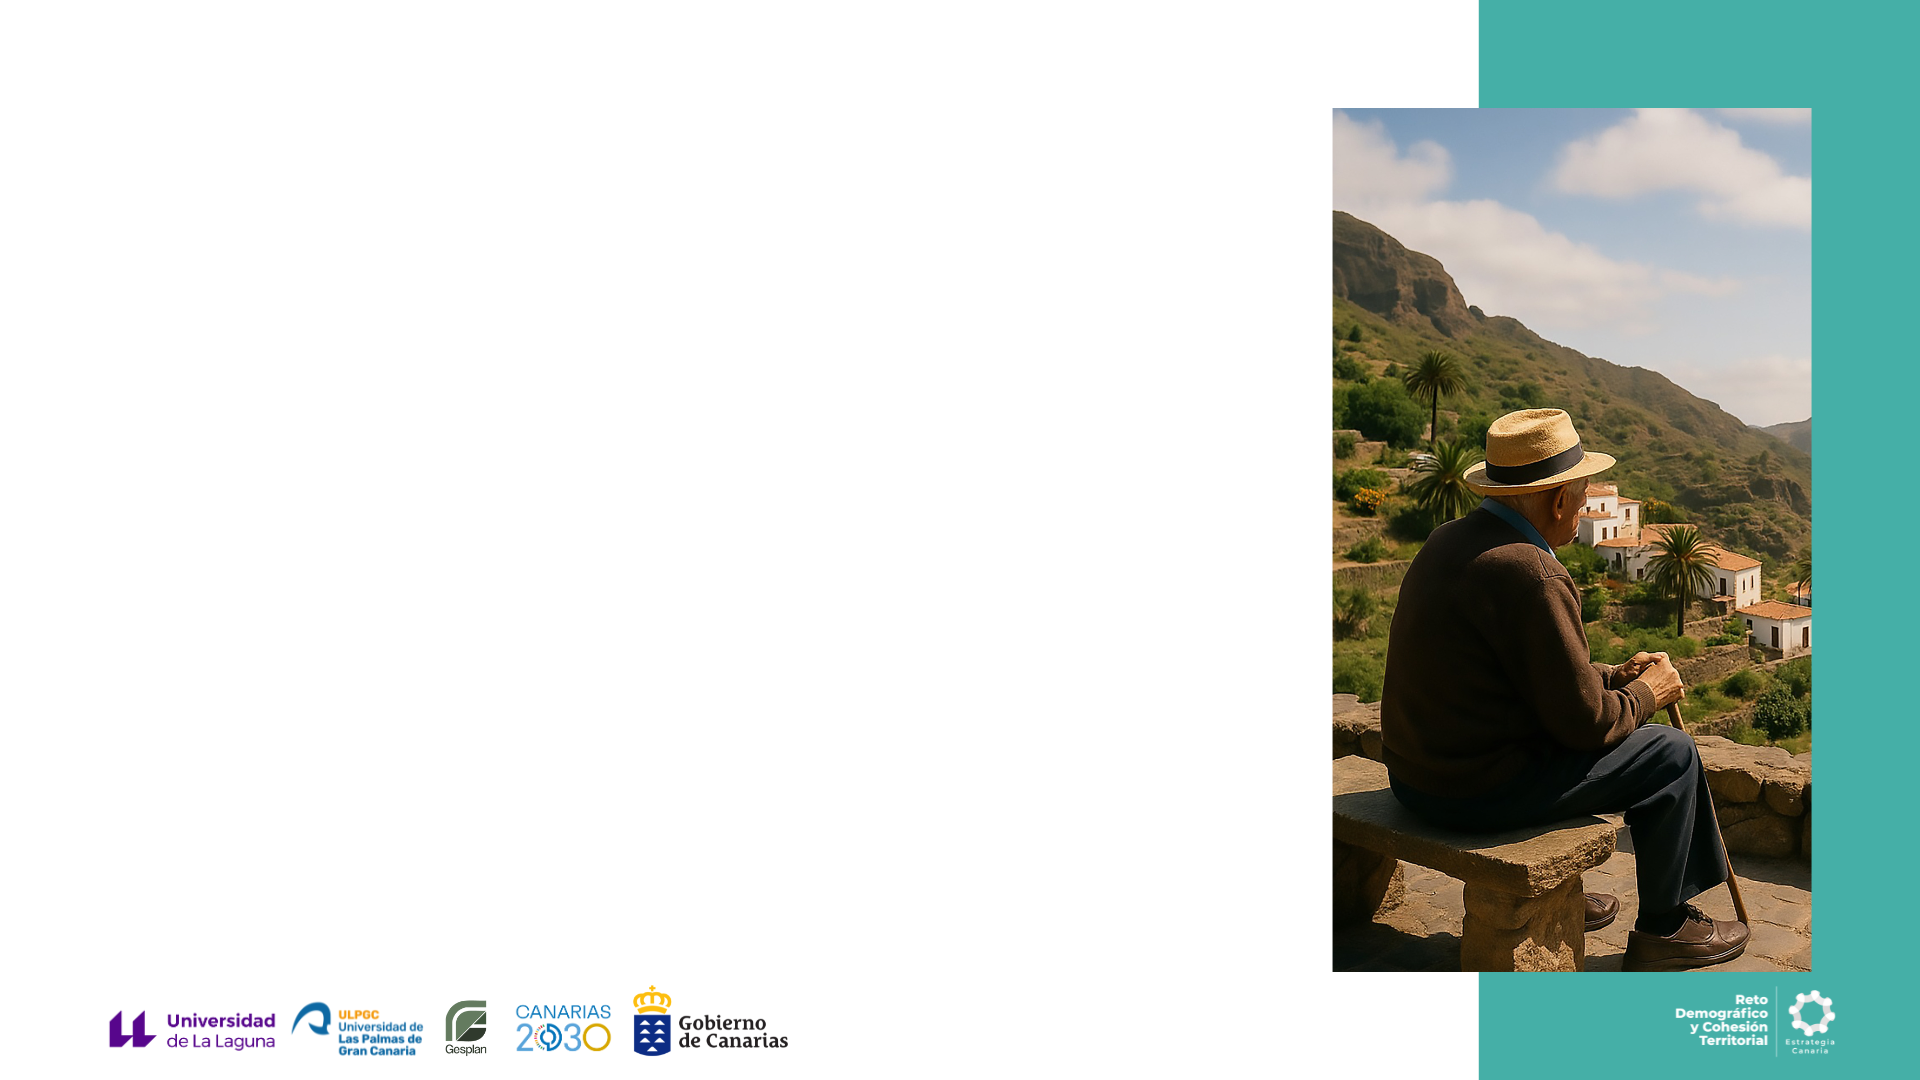 Universidad
de La Laguna
ULPGC
Universidad de
Las Palmas de
Gran Canaria
Gesplan
CANARIAS
2030
Gobierno
de Canarias
Reto
Demográfico
y Cohesión
Territorial
Estrategia
Canaria